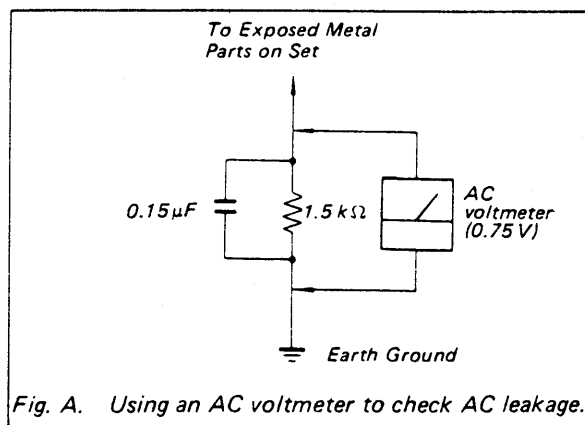 To Exposed Metal
Parts on Set
0.15μF
1.5 kΩ
AC
voltmeter
(0.75 V)
Earth Ground
Fig. A. Using an AC voltmeter to check AC leakage.